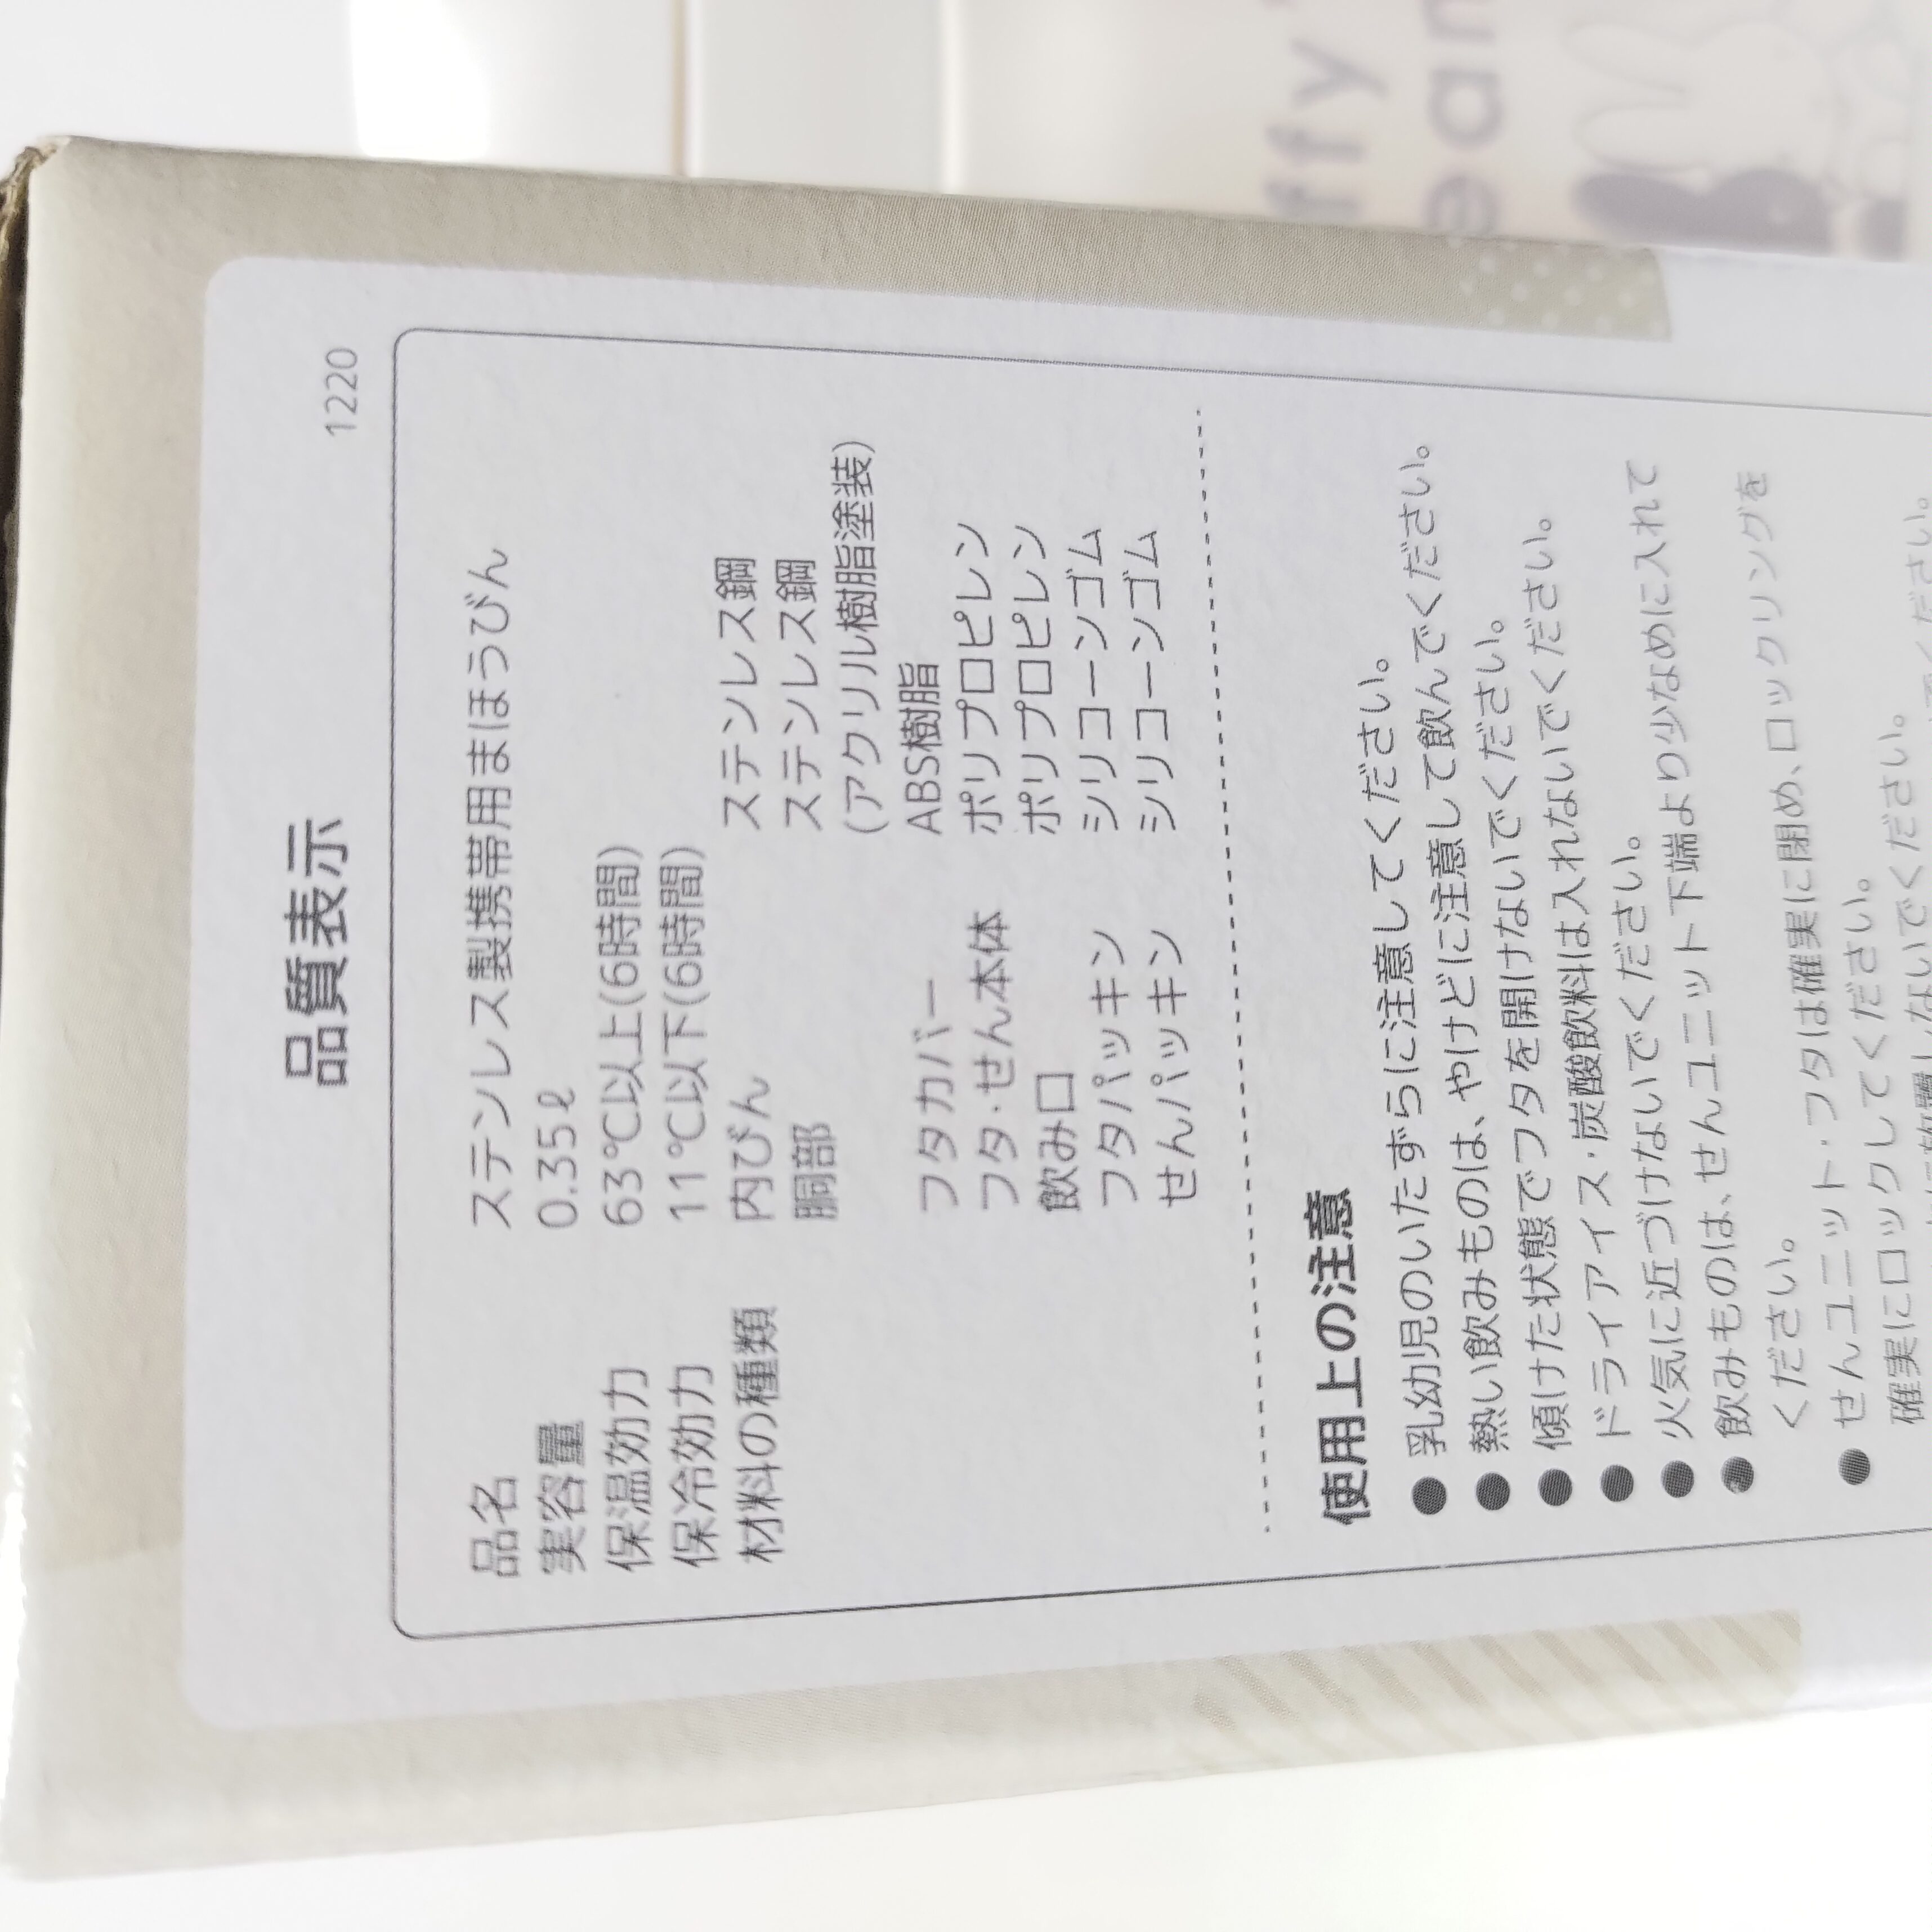 品質表示
1220
品名 ステンレス製携帯用まほうびん
実容量 0.35ℓ
保温効力 63℃以上(6時間)
保冷効力 11℃以下(6時間)
材料の種類 内びん ステンレス鋼
胴部 ステンレス鋼
(アクリル樹脂塗装)
フタカバー ABS樹脂
フタ・せん本体 ポリプロピレン
飲み口 ポリプロピレン
フタパッキン シリコーンゴム
せんパッキン シリコーンゴム
使用上の注意
●乳幼児のいたずらに注意してください。
●熱い飲みものは、やけどに注意して飲んでください。
●傾けた状態でフタを開けないでください。
●ドライアイス・炭酸飲料は入れないでください。
●火気に近づけないでください。
●飲みものは、せんユニット下端より少なめに入れて
ください。
●せんユニット・フタは確実に閉め、ロックリングを
確実にロックしてください。
放置しないでください。
ください。
ffy
ean